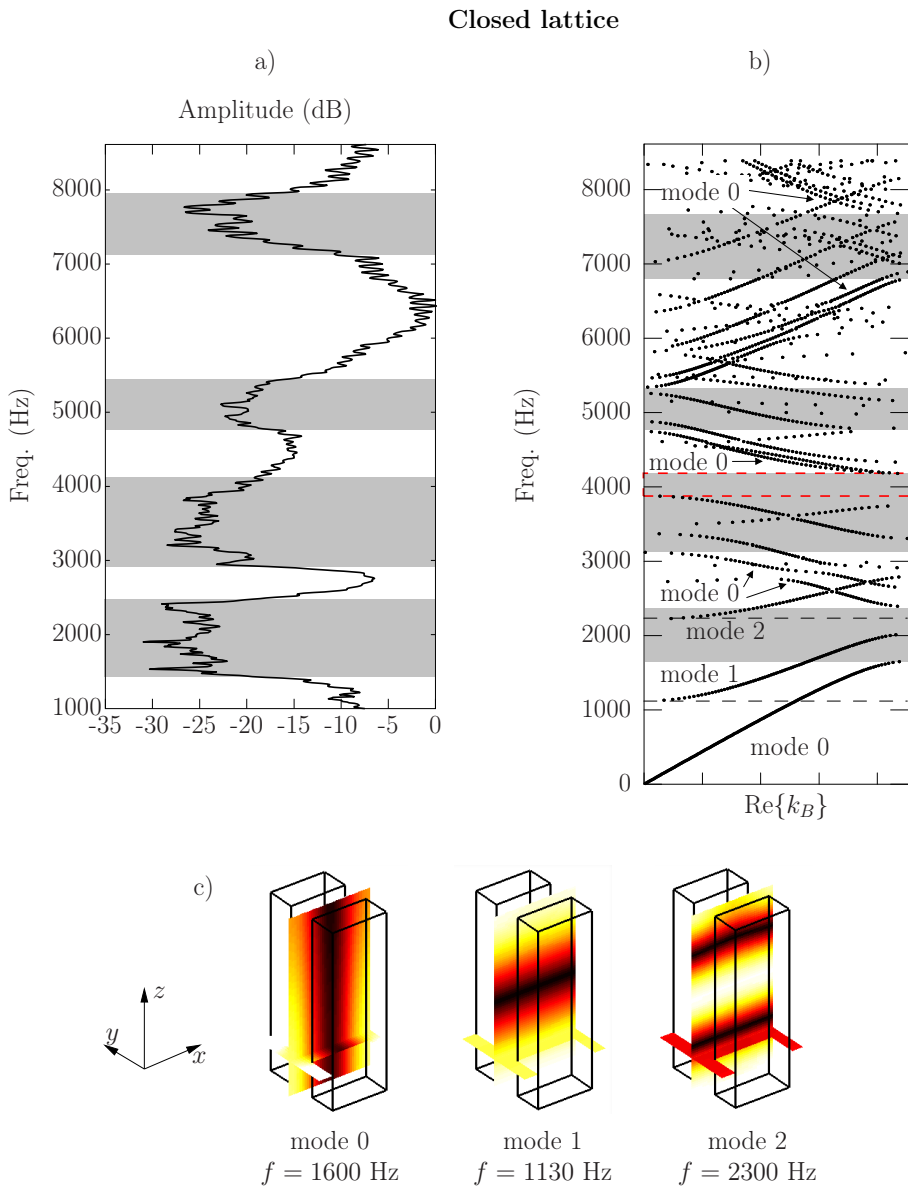 Closed lattice
a)
b)
Amplitude (dB)
8000
7000
6000
5000
4000
3000
2000
1000
Freq. (Hz)
-35 -30 -25 -20 -15 -10 -5 0
8000
7000
6000
5000
4000
3000
2000
1000
0
Freq. (Hz)
mode 0
mode 0
mode 0
mode 2
mode 1
mode 0
Re{k_B}
c)
z
y
x
mode 0
f = 1600 Hz
mode 1
f = 1130 Hz
mode 2
f = 2300 Hz